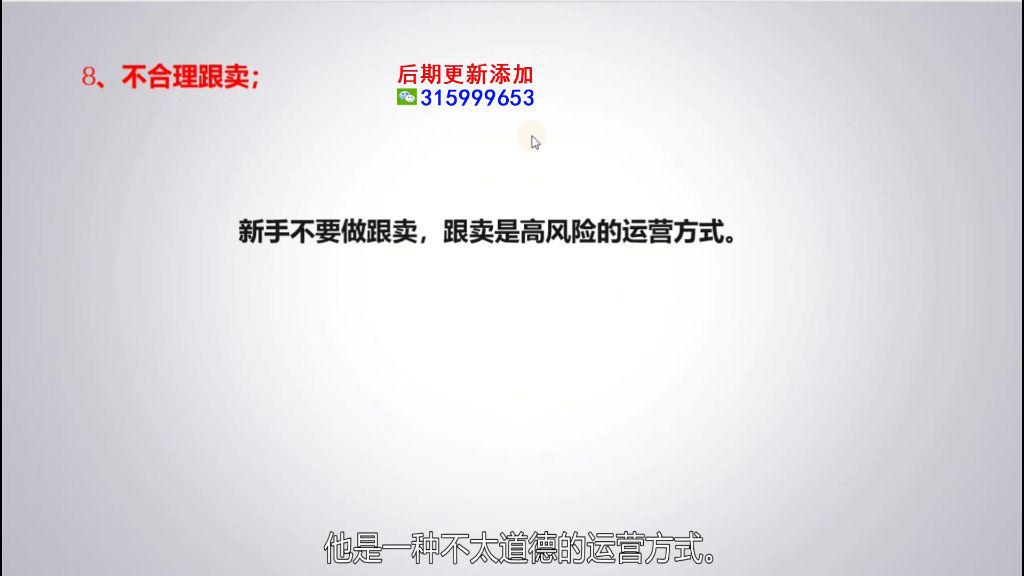 8、不合理跟卖；
后期更新添加
315999653
新手不要做跟卖，跟卖是高风险的运营方式。
他是一种不太道德的运营方式。